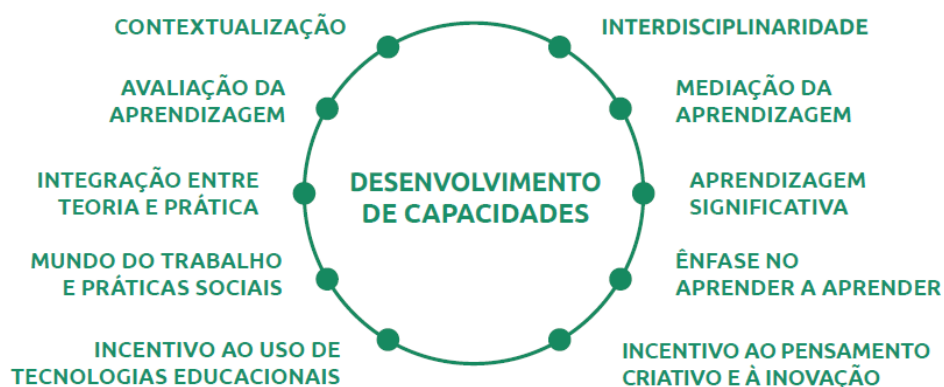 CONTEXTUALIZAÇÃO
INTERDISCIPLINARIDADE
AVALIAÇÃO DA
APRENDIZAGEM
MEDIAÇÃO DA
APRENDIZAGEM
INTEGRAÇÃO ENTRE
TEORIA E PRÁTICA
DESENVOLVIMENTO
DE CAPACIDADES
APRENDIZAGEM
SIGNIFICATIVA
MUNDO DO TRABALHO
E PRÁTICAS SOCIAIS
ÊNFASE NO
APRENDER A APRENDER
INCENTIVO AO USO DE
TECNOLOGIAS EDUCACIONAIS
INCENTIVO AO PENSAMENTO
CRIATIVO E À INOVAÇÃO